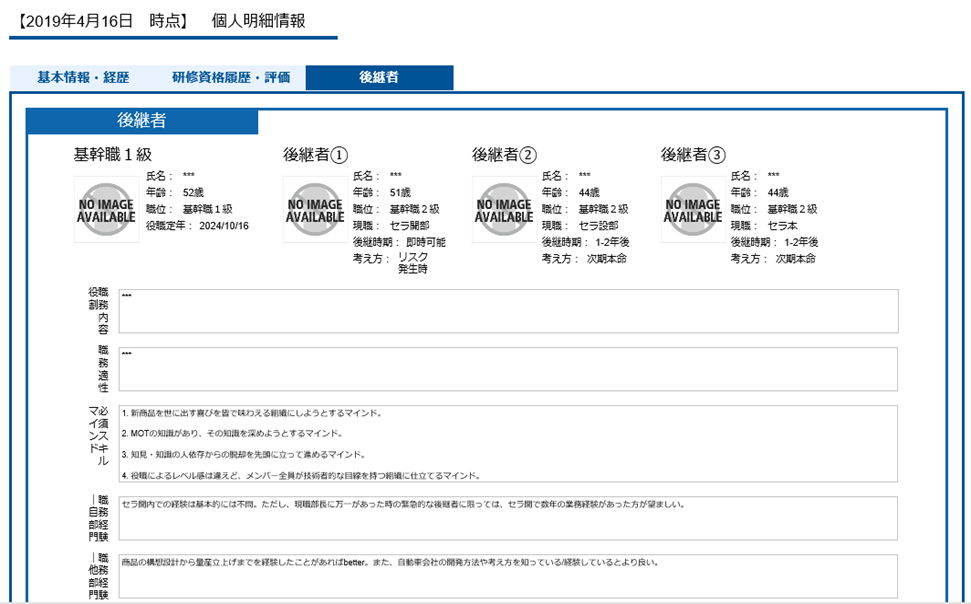 【2019年4月16日　時点】　個人明細情報
基本情報・経歴　研修資格履歴・評価　後継者
後継者
基幹職１級
NO IMAGE
AVAILABLE
氏名： ***
年齢： 52歳
職位： 基幹職１級
役職定年： 2024/10/16
後継者①
NO IMAGE
AVAILABLE
氏名： ***
年齢： 51歳
職位： 基幹職２級
現職： セラ開部
後継時期： 即時可能
考え方： リスク
発生時
後継者②
NO IMAGE
AVAILABLE
氏名： ***
年齢： 44歳
職位： 基幹職２級
現職： セラ設部
後継時期： 1-2年後
考え方： 次期本命
後継者③
NO IMAGE
AVAILABLE
氏名： ***
年齢： 44歳
職位： 基幹職２級
現職： セラ本
後継時期： 1-2年後
考え方： 次期本命
職務内容
役割
***
職務適性
***
必須スキル
マインド
1. 新商品を世に出す喜びを皆で味わえる組織にしようとするマインド。
2. MOTの知識があり、その知識を深めようとするマインド。
3. 知見・知識の人依存からの脱却を先頭に立って進めるマインド。
4. 役職によるレベル感は違えど、メンバー全員が技術者的な目線を持つ組織に仕立てるマインド。
職務経験
ー自部門
セラ開内での経験は基本的には不問。ただし、現職部長に万一があった時の緊急的な後継者に限っては、セラ開で数年の業務経験があった方が望ましい。
職務経験
ー他部門
商品の構想設計から量産立上げまでを経験したことがあればbetter。また、自動車会社の開発方法や考え方を知っている/経験しているとより良い。